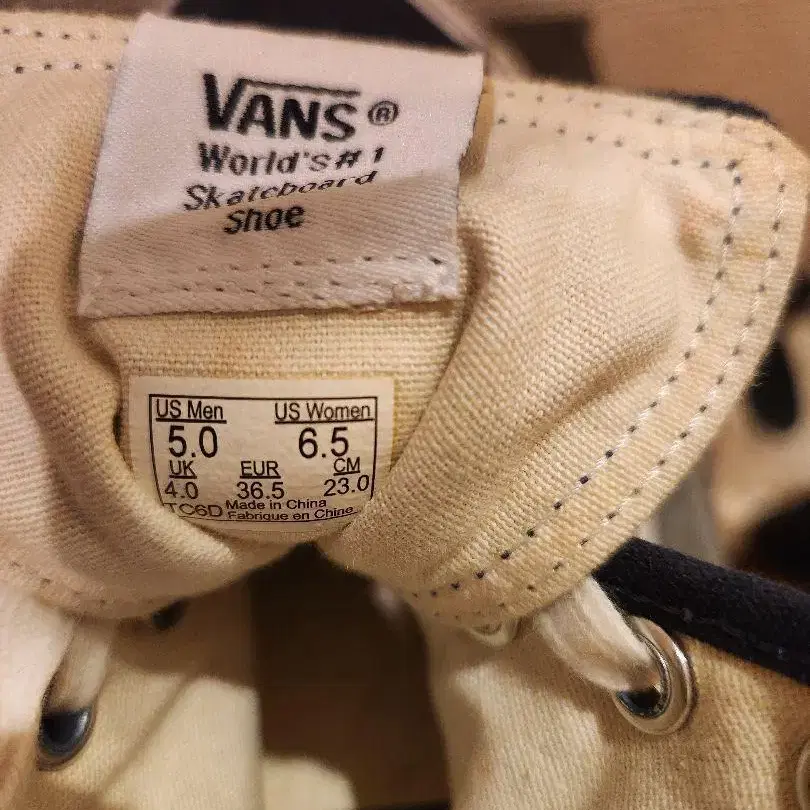 VANS®
World's #1
Skateboard
Shoe
US Men US Women
5.0 6.5
UK EUR CM
4.0 36.5 23.0
TC6D Made in China
Fabrique en Chine